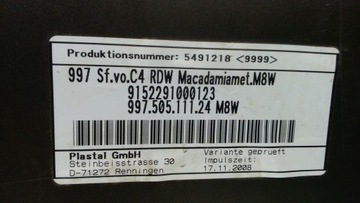 Produktionsnummer: 5491218 <9999>
997 Sf.vo.C4 RDW Macadamiamet.M8W
9152291000123
997.505.111.24 M8W
Plastal GmbH
Steinbeisstrasse 30
D-71272 Renningen
Variante geprueft
Impulszeit:
17.11.2008